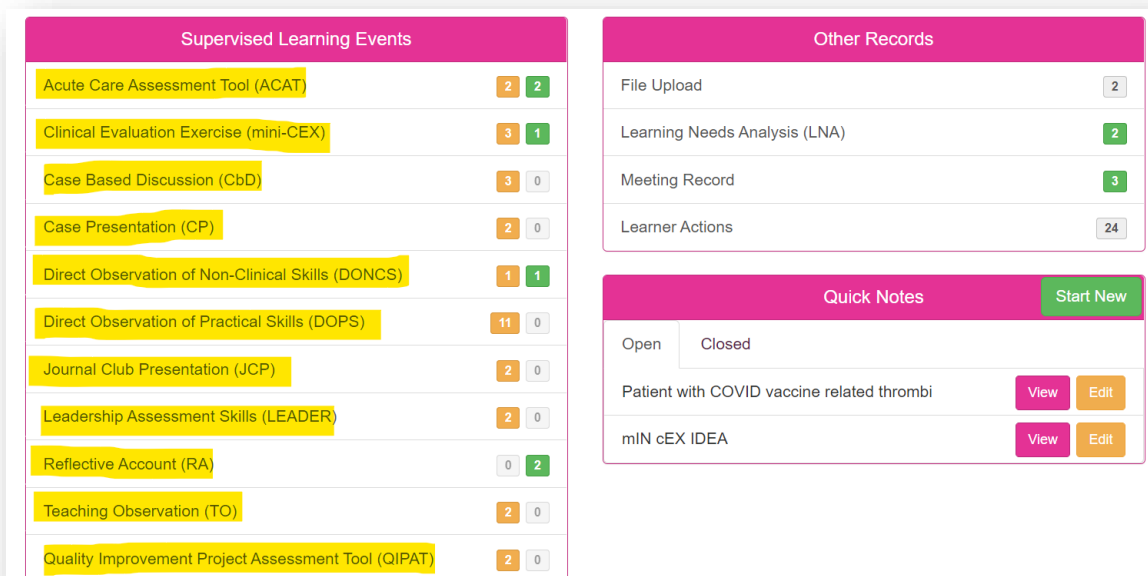 Supervised Learning Events
Acute Care Assessment Tool (ACAT) 2 2
Clinical Evaluation Exercise (mini-CEX) 3 1
Case Based Discussion (CbD) 3 0
Case Presentation (CP) 2 0
Direct Observation of Non-Clinical Skills (DONCS) 1 1
Direct Observation of Practical Skills (DOPS) 11 0
Journal Club Presentation (JCP) 2 0
Leadership Assessment Skills (LEADER) 2 0
Reflective Account (RA) 0 2
Teaching Observation (TO) 2 0
Quality Improvement Project Assessment Tool (QIPAT) 2 0
Other Records
File Upload 2
Learning Needs Analysis (LNA) 2
Meeting Record 3
Learner Actions 24
Quick Notes Start New
Open Closed
Patient with COVID vaccine related thrombi View Edit
mIN cEX IDEA View Edit